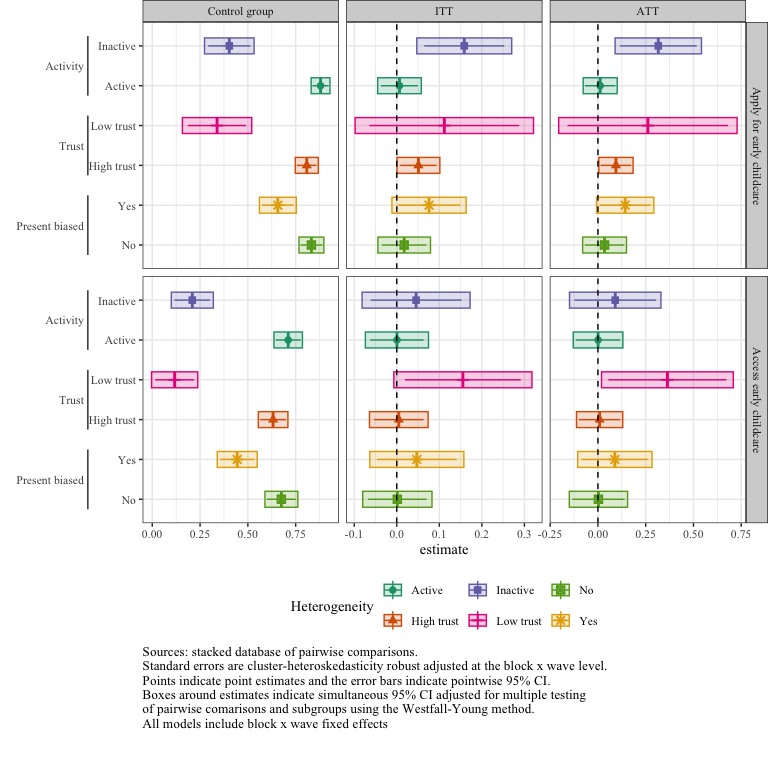 Control group
ITT
ATT
Activity
Inactive
Active
Trust
Low trust
High trust
Present biased
Yes
No
Apply for early childcare
Activity
Inactive
Active
Trust
Low trust
High trust
Present biased
Yes
No
Access early childcare
0.00 0.25 0.50 0.75
-0.1 0.0 0.1 0.2 0.3
-0.25 0.00 0.25 0.50 0.75
estimate
Heterogeneity
Active Inactive No
High trust Low trust Yes
Sources: stacked database of pairwise comparisons.
Standard errors are cluster-heteroskedasticity robust adjusted at the block x wave level.
Points indicate point estimates and the error bars indicate pointwise 95% CI.
Boxes around estimates indicate simultaneous 95% CI adjusted for multiple testing
of pairwise comarisons and subgroups using the Westfall-Young method.
All models include block x wave fixed effects